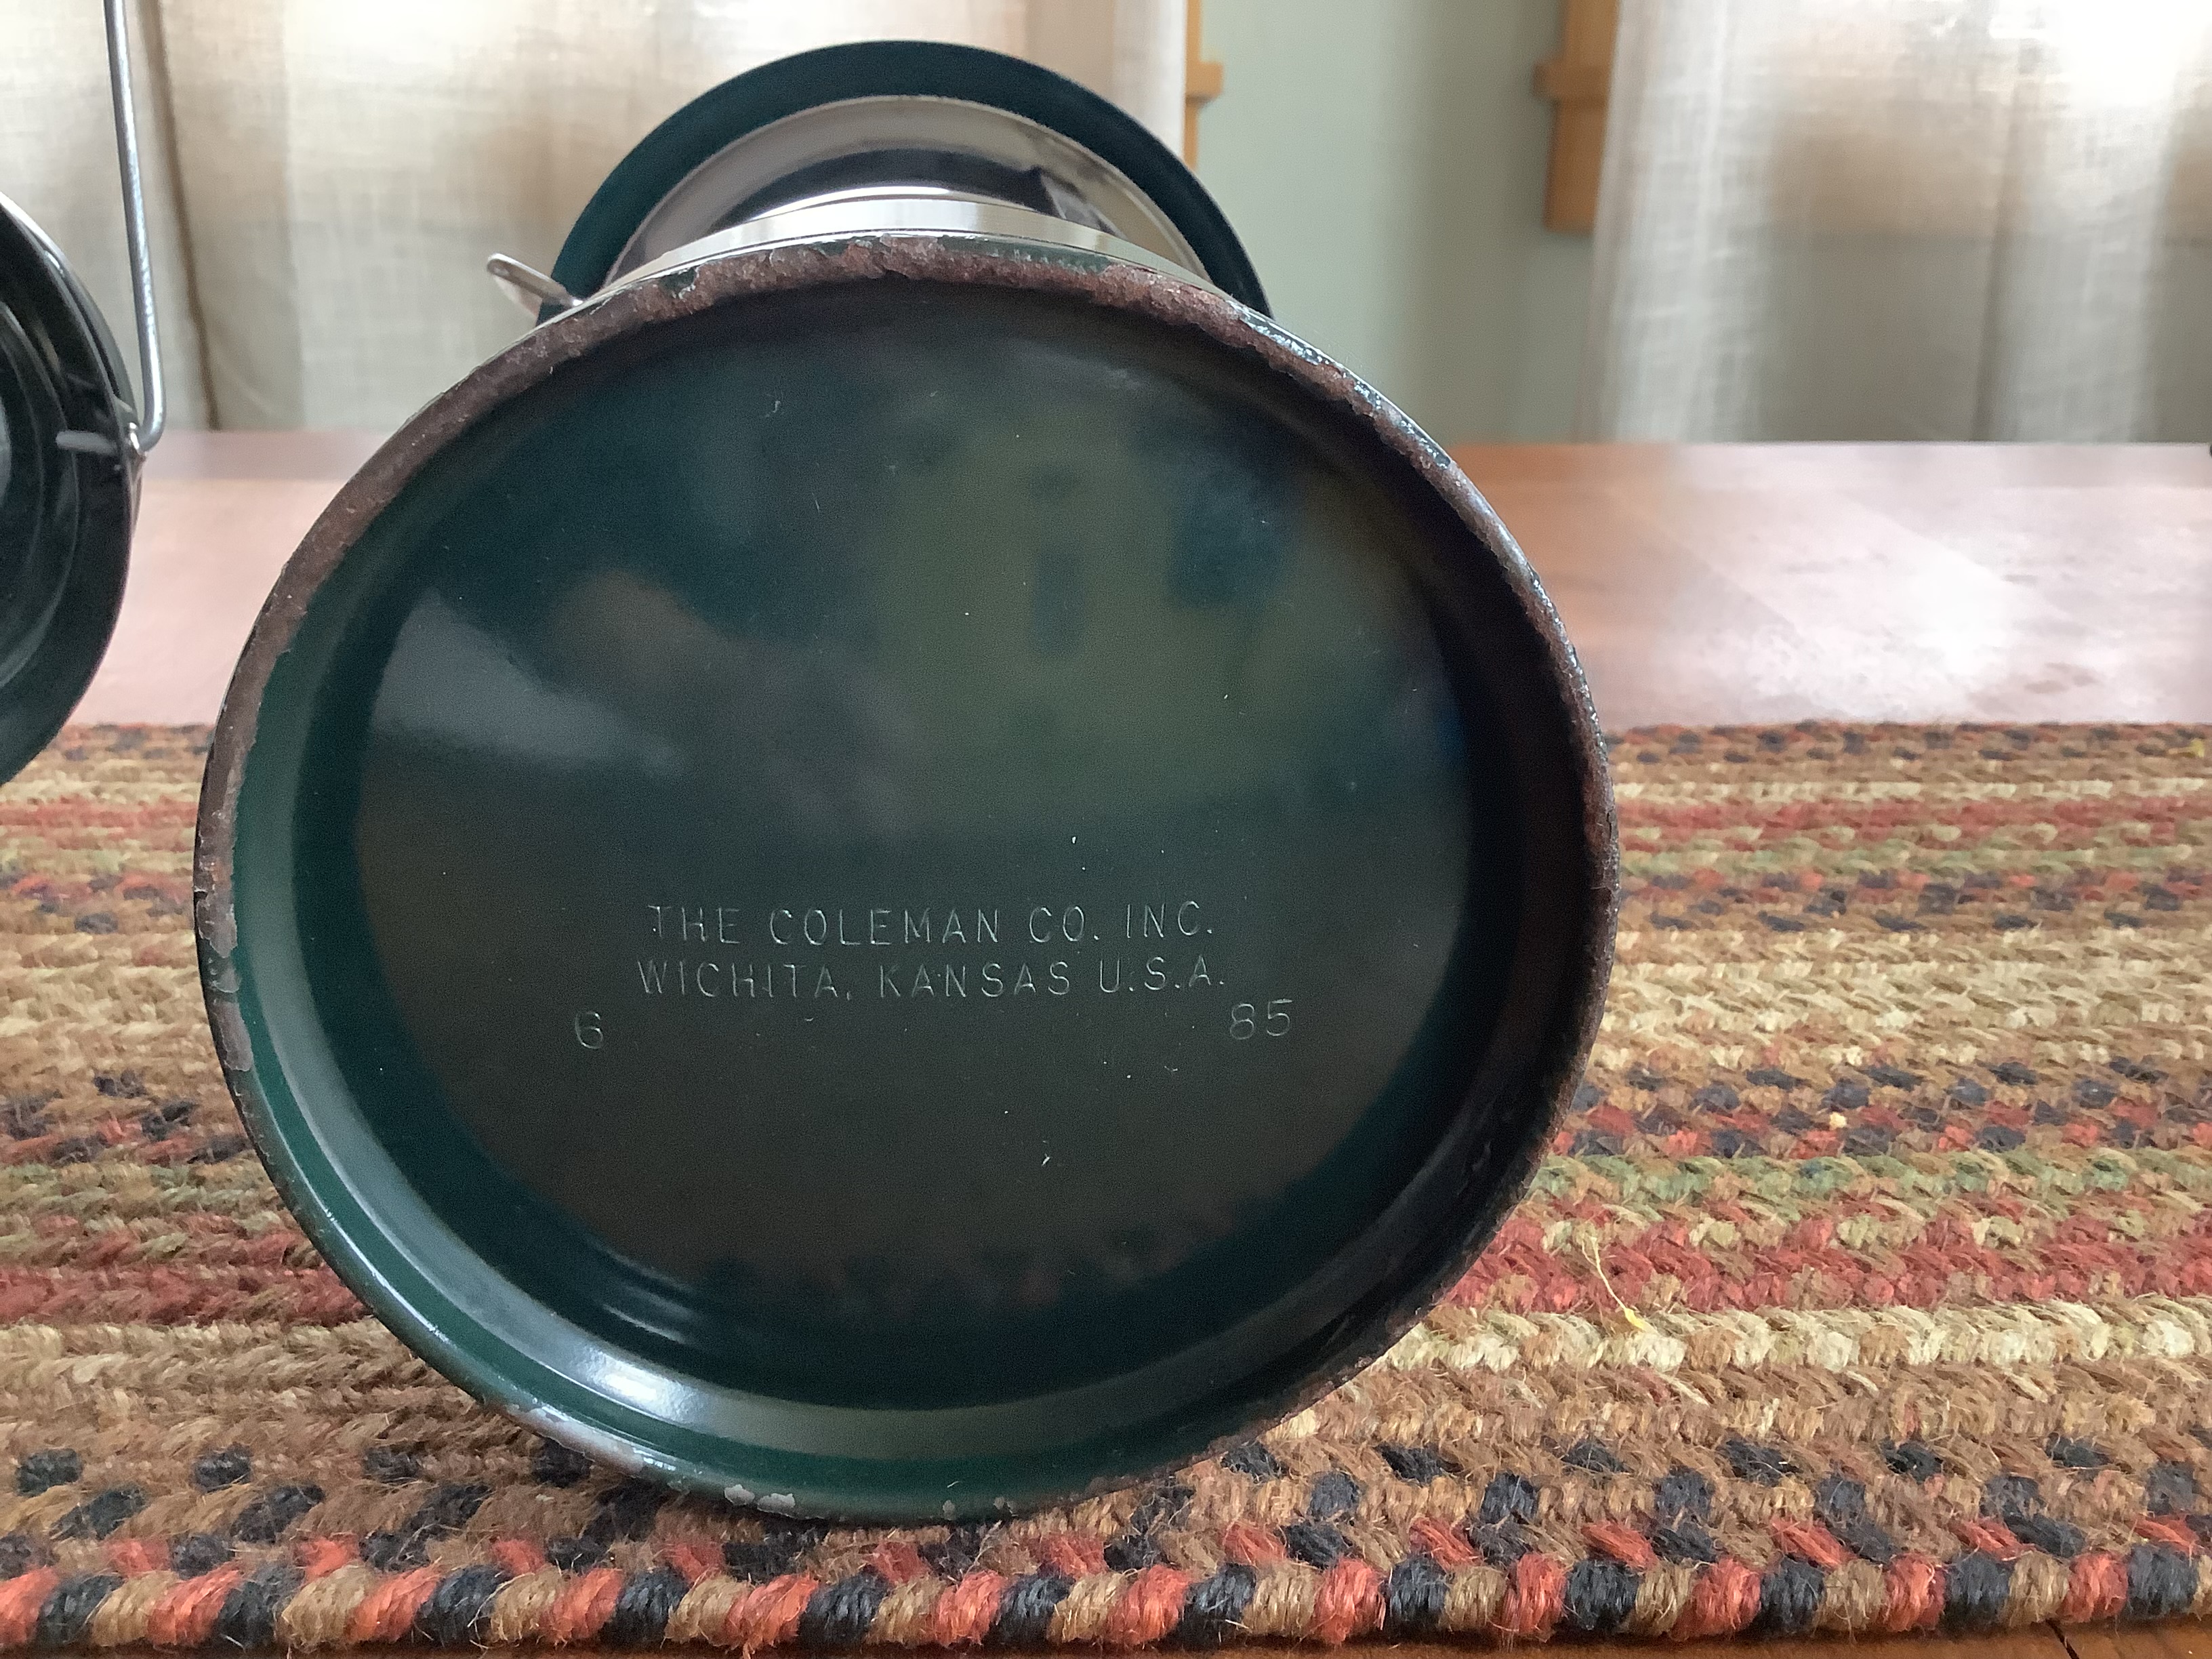 THE COLEMAN CO. INC.
WICHITA, KANSAS U.S.A.
6 85